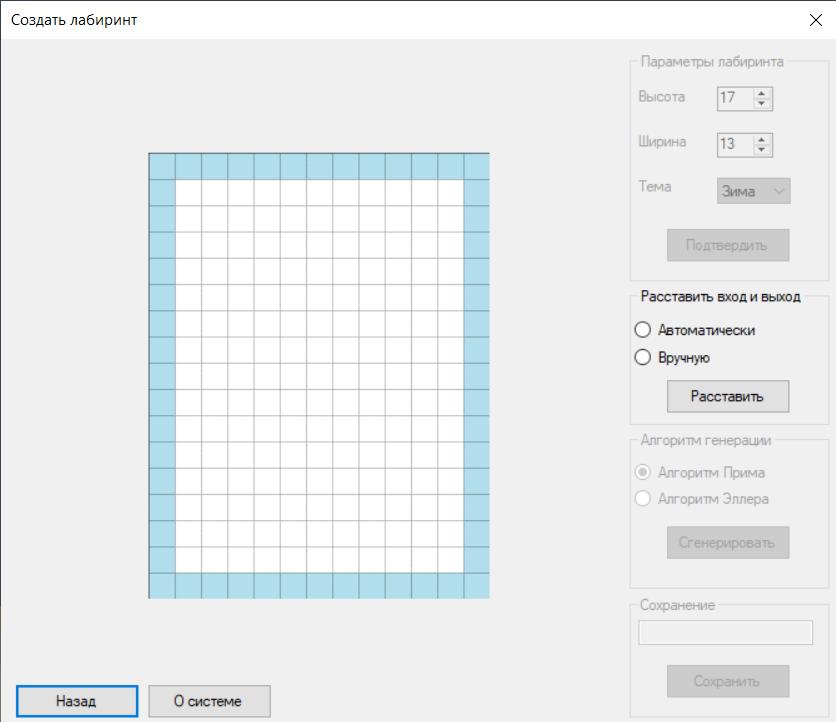 Создать лабиринт
Параметры лабиринта
Высота 17
Ширина 13
Тема Зима
Подтвердить
Расставить вход и выход
Автоматически
Вручную
Расставить
Алгоритм генерации
Алгоритм Прима
Алгоритм Эллера
Сгенерировать
Сохранение
Сохранить
Назад О системе